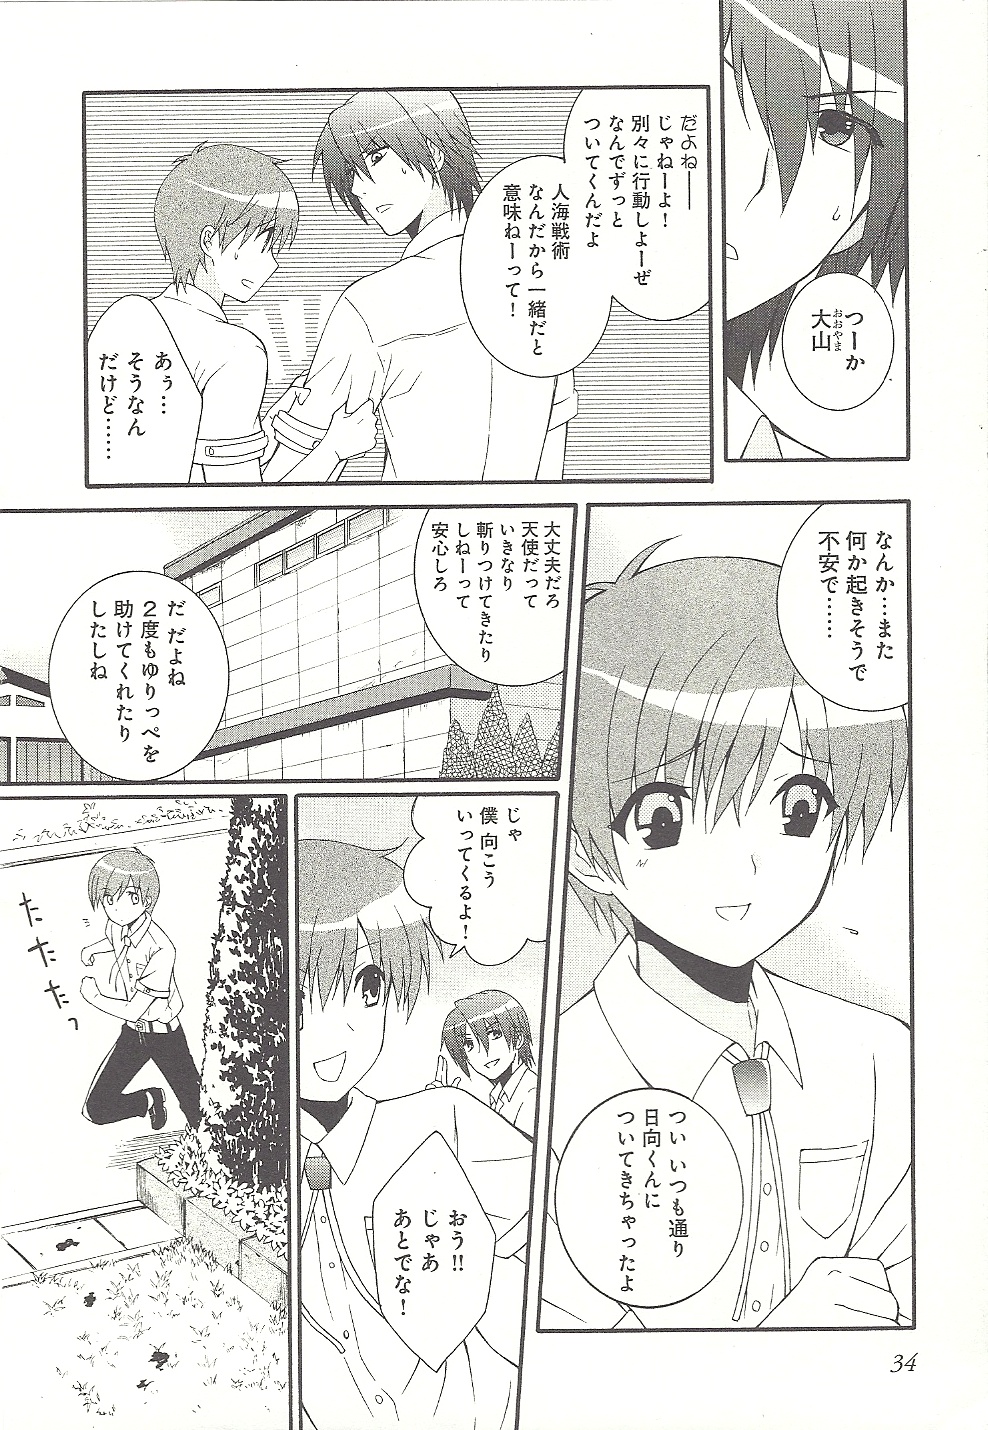 つーか
大山
おおやま
だよね――
じゃねーよ！
別々に行動しよーぜ
なんでずっと
ついてくんだよ
人海戦術
なんだから一緒だと
意味ねーって！
あぅ…
そうなん
だけど……
なんか…また
何か起きそうで
不安で……
つい いつも通り
日向くんに
ついてきちゃったよ
大丈夫だろ
天使だって
いきなり
斬りつけてきたり
しねーって
安心しろ
だ だよね
2度もゆりっぺを
助けてくれたり
したしね
じゃ
僕 向こう
いってくるよ！
おう!!
じゃあ
あとでな！
たたたっ
34